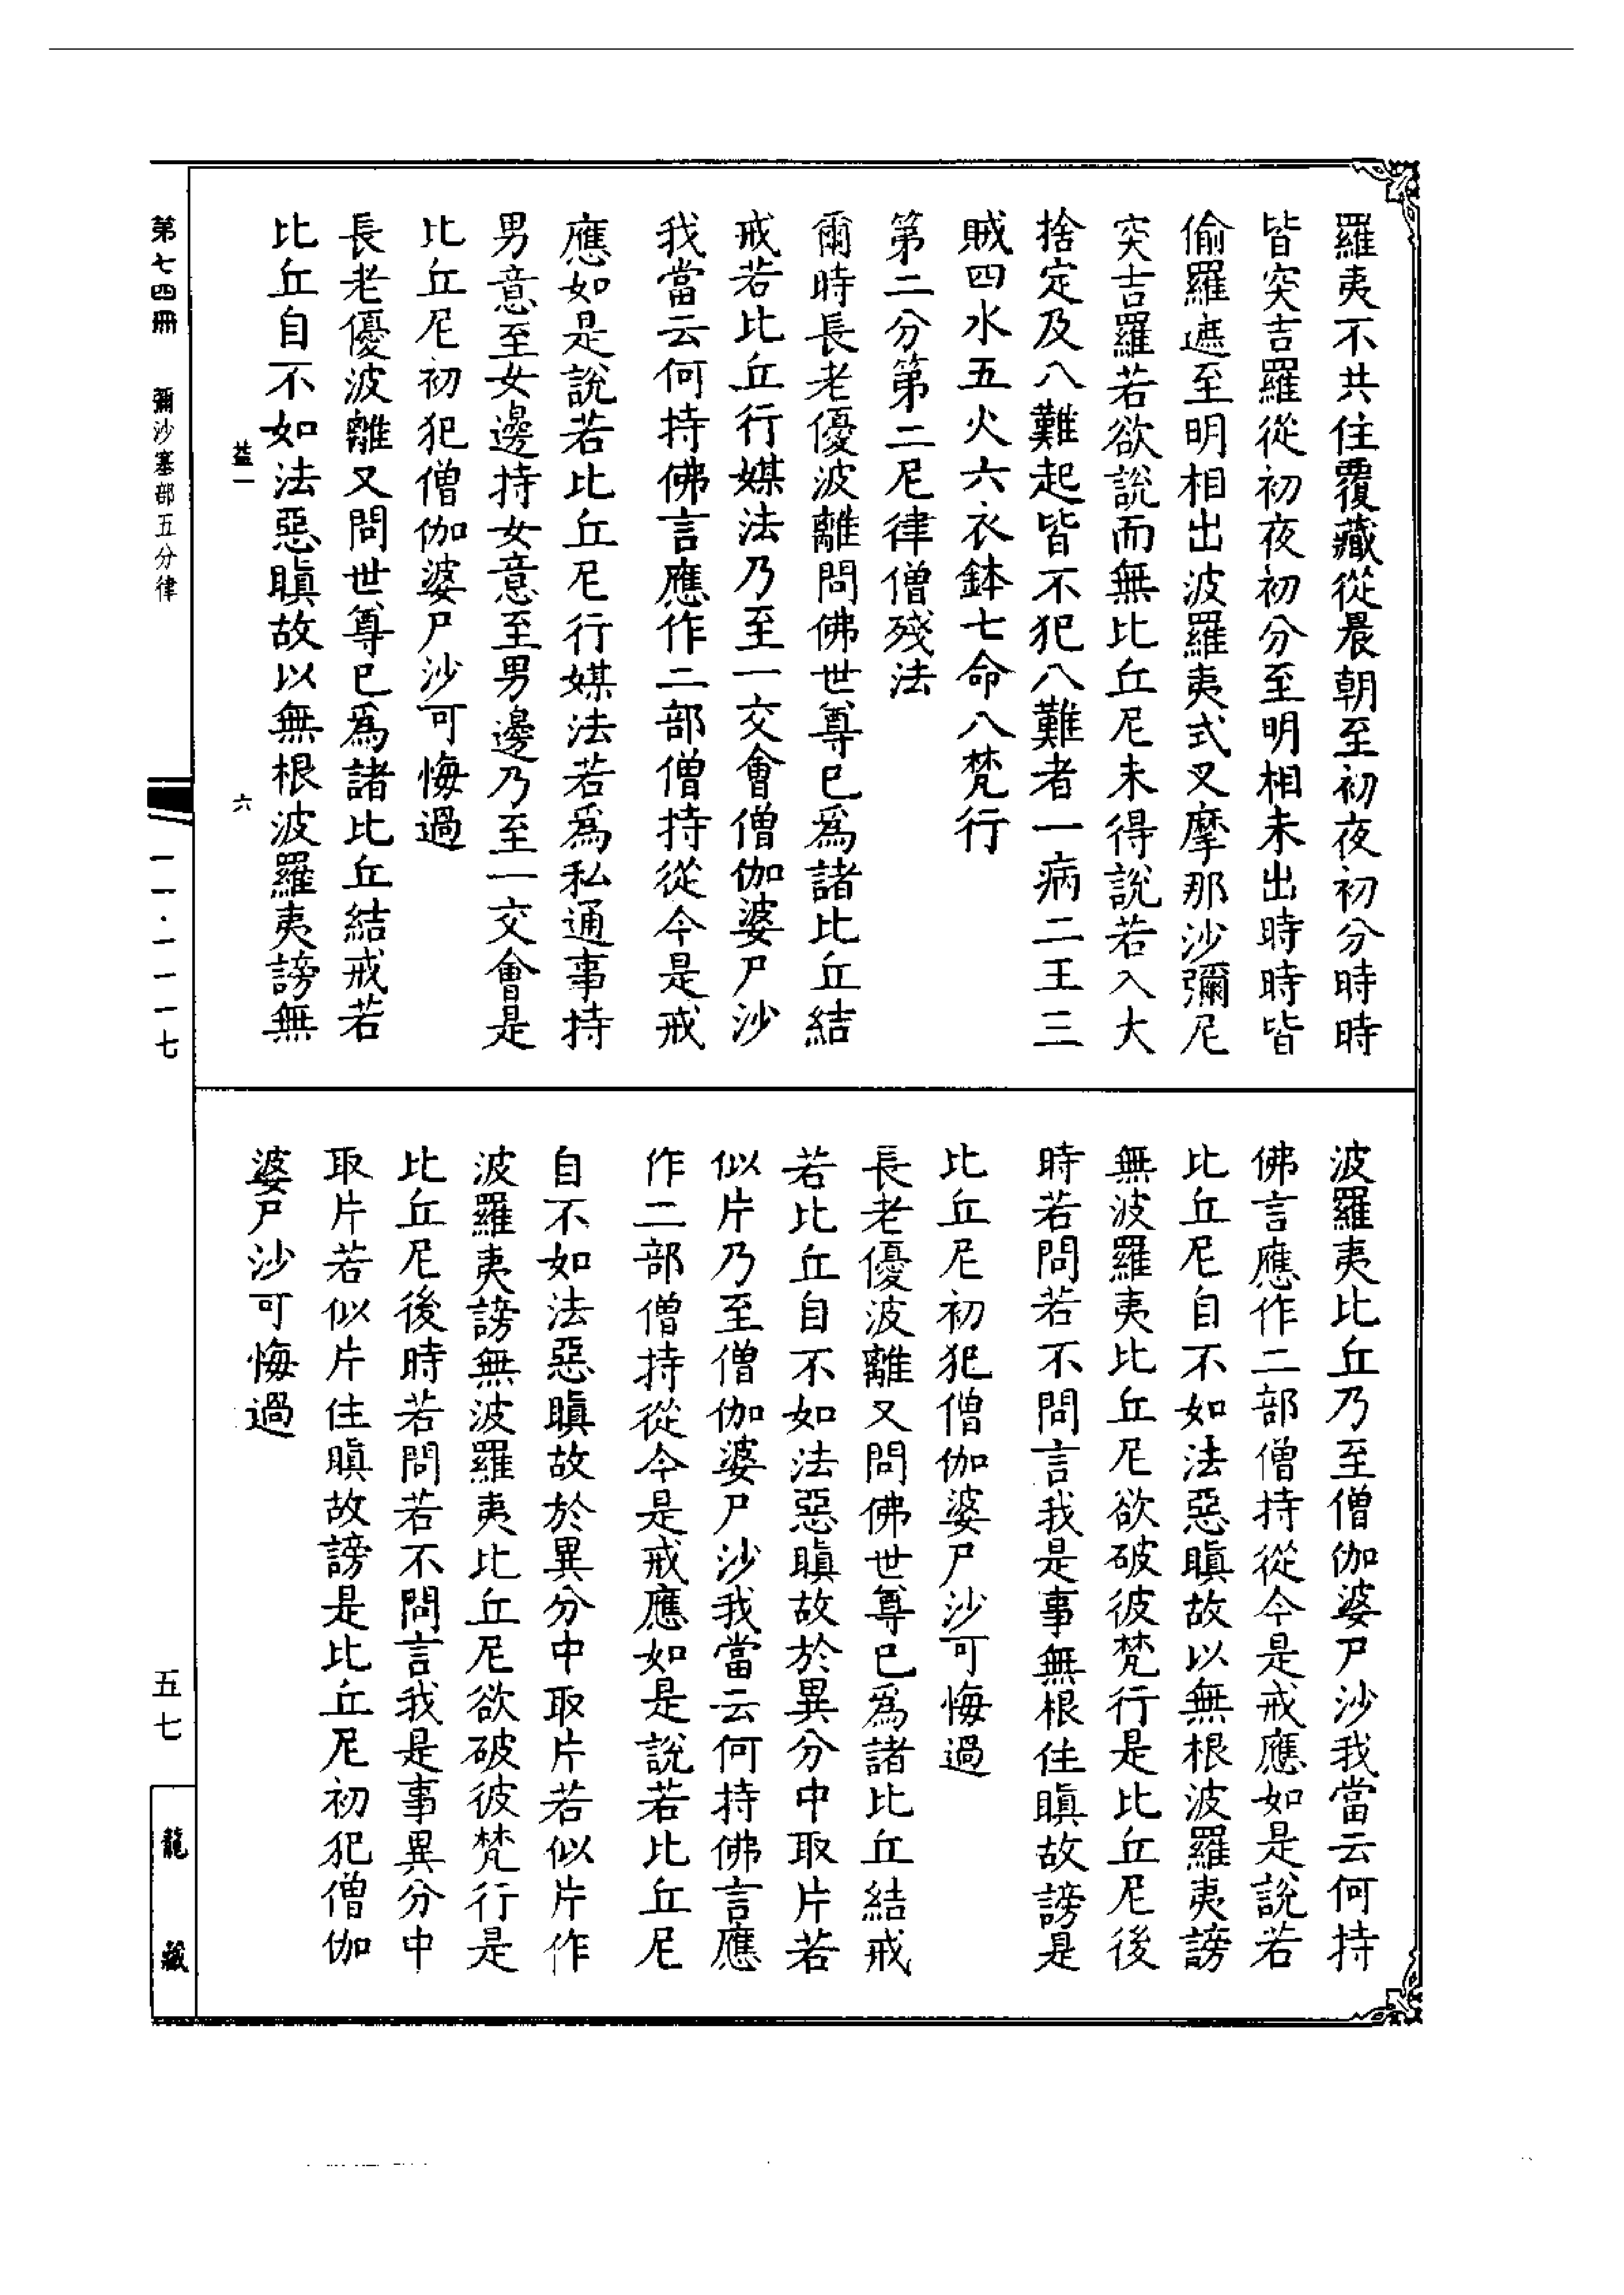 羅夷不共住覆藏從晨朝至初夜初分時時
皆突吉羅從初夜初分至明相未出時時皆
偷羅遮至明相出波羅夷式叉摩那沙彌尼
突吉羅若欲說而無比丘尼未得說若入大
捨定及八難起皆不犯八難者一病二王三
賊四水五火六衣鉢七命八梵行
第二分第二尼律僧殘法
爾時長老優波離問佛世尊已爲諸比丘結
戒若比丘行媒法乃至一交會僧伽婆尸沙
我當云何持佛言應作二部僧持從今是戒
應如是說若比丘尼行媒法若爲私通事持
男意至女邊持女意至男邊乃至一交會是
比丘尼初犯僧伽婆尸沙可悔過
長老優波離又問世尊已爲諸比丘結戒若
比丘自不如法惡瞋故以無根波羅夷謗無
益一
六
波羅夷比丘乃至僧伽婆尸沙我當云何持
佛言應作二部僧持從今是戒應如是說若
比丘尼自不如法惡瞋故以無根波羅夷謗
無波羅夷比丘尼欲破彼梵行是比丘尼後
時若問若不問言我是事無根住瞋故謗是
比丘尼初犯僧伽婆尸沙可悔過
長老優波離又問佛世尊已爲諸比丘結戒
若比丘自不如法惡瞋故於異分中取片若
似片乃至僧伽婆尸沙我當云何持佛言應
作二部僧持從今是戒應如是說若比丘尼
自不如法惡瞋故於異分中取片若似片作
波羅夷謗無波羅夷比丘尼欲破彼梵行是
比丘尼後時若問若不問言我是事異分中
取片若似片住瞋故謗是比丘尼初犯僧伽
婆尸沙可悔過
第七四冊 彌沙塞部五分律
一一·一一一七
五七
龍藏